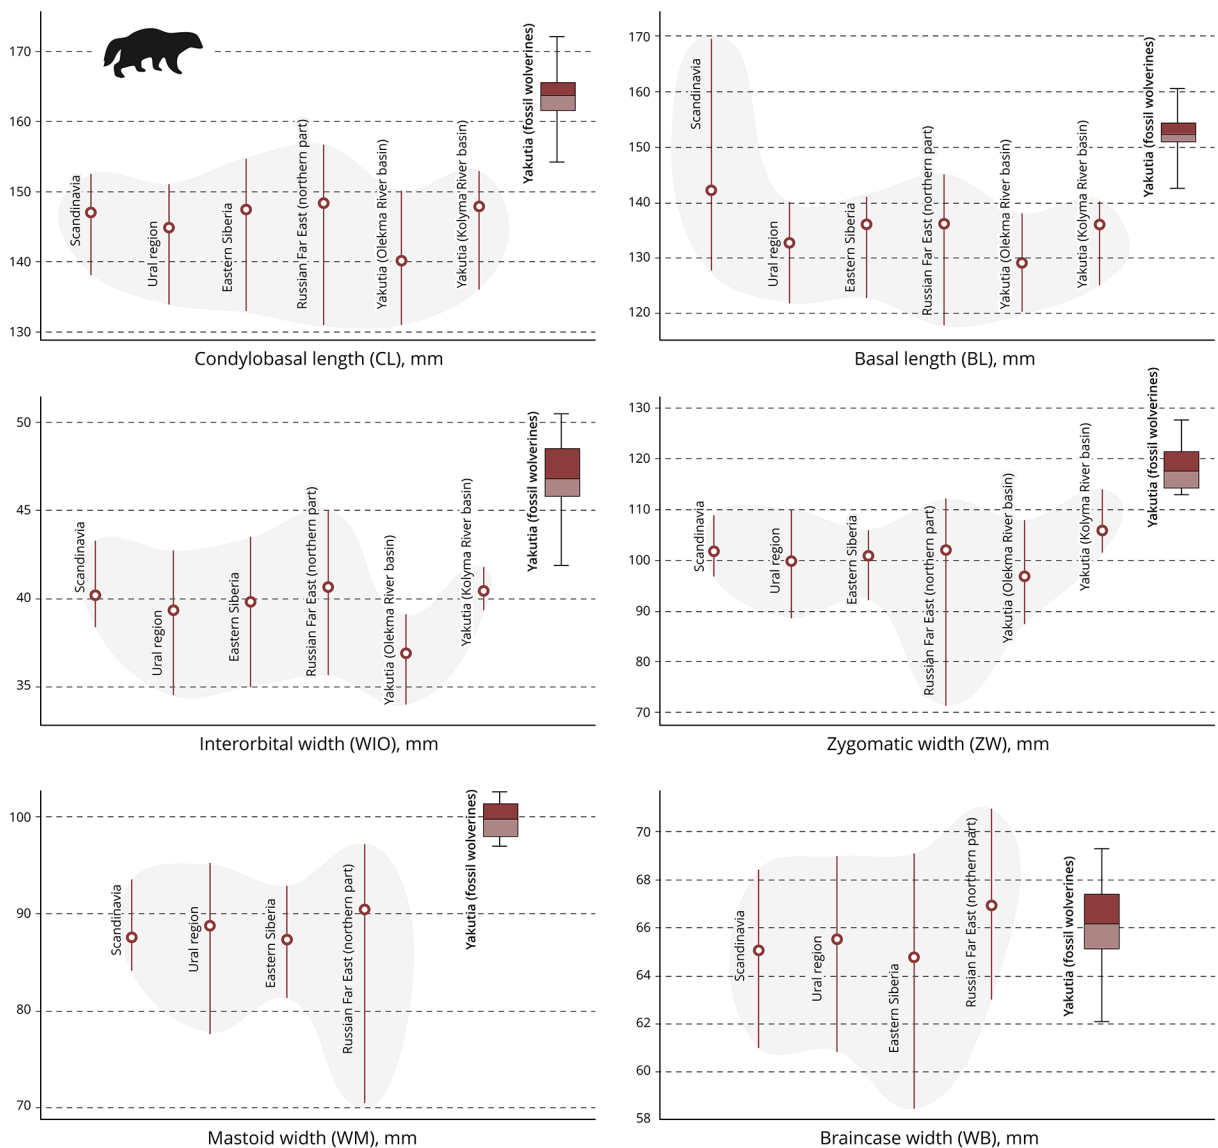 170
160
150
140
130
Scandinavia
Ural region
Eastern Siberia
Russian Far East (northern part)
Yakutia (Olekma River basin)
Yakutia (Kolyma River basin)
Yakutia (fossil wolverines)
Condylobasal length (CL), mm
170
160
150
140
130
120
Scandinavia
Ural region
Eastern Siberia
Russian Far East (northern part)
Yakutia (Olekma River basin)
Yakutia (Kolyma River basin)
Yakutia (fossil wolverines)
Basal length (BL), mm
50
45
40
35
Scandinavia
Ural region
Eastern Siberia
Russian Far East (northern part)
Yakutia (Olekma River basin)
Yakutia (Kolyma River basin)
Yakutia (fossil wolverines)
Interorbital width (WIO), mm
130
120
110
100
90
80
70
Scandinavia
Ural region
Eastern Siberia
Russian Far East (northern part)
Yakutia (Olekma River basin)
Yakutia (Kolyma River basin)
Yakutia (fossil wolverines)
Zygomatic width (ZW), mm
100
90
80
70
Scandinavia
Ural region
Eastern Siberia
Russian Far East (northern part)
Yakutia (fossil wolverines)
Mastoid width (WM), mm
70
68
66
64
62
60
58
Scandinavia
Ural region
Eastern Siberia
Russian Far East (northern part)
Yakutia (fossil wolverines)
Braincase width (WB), mm